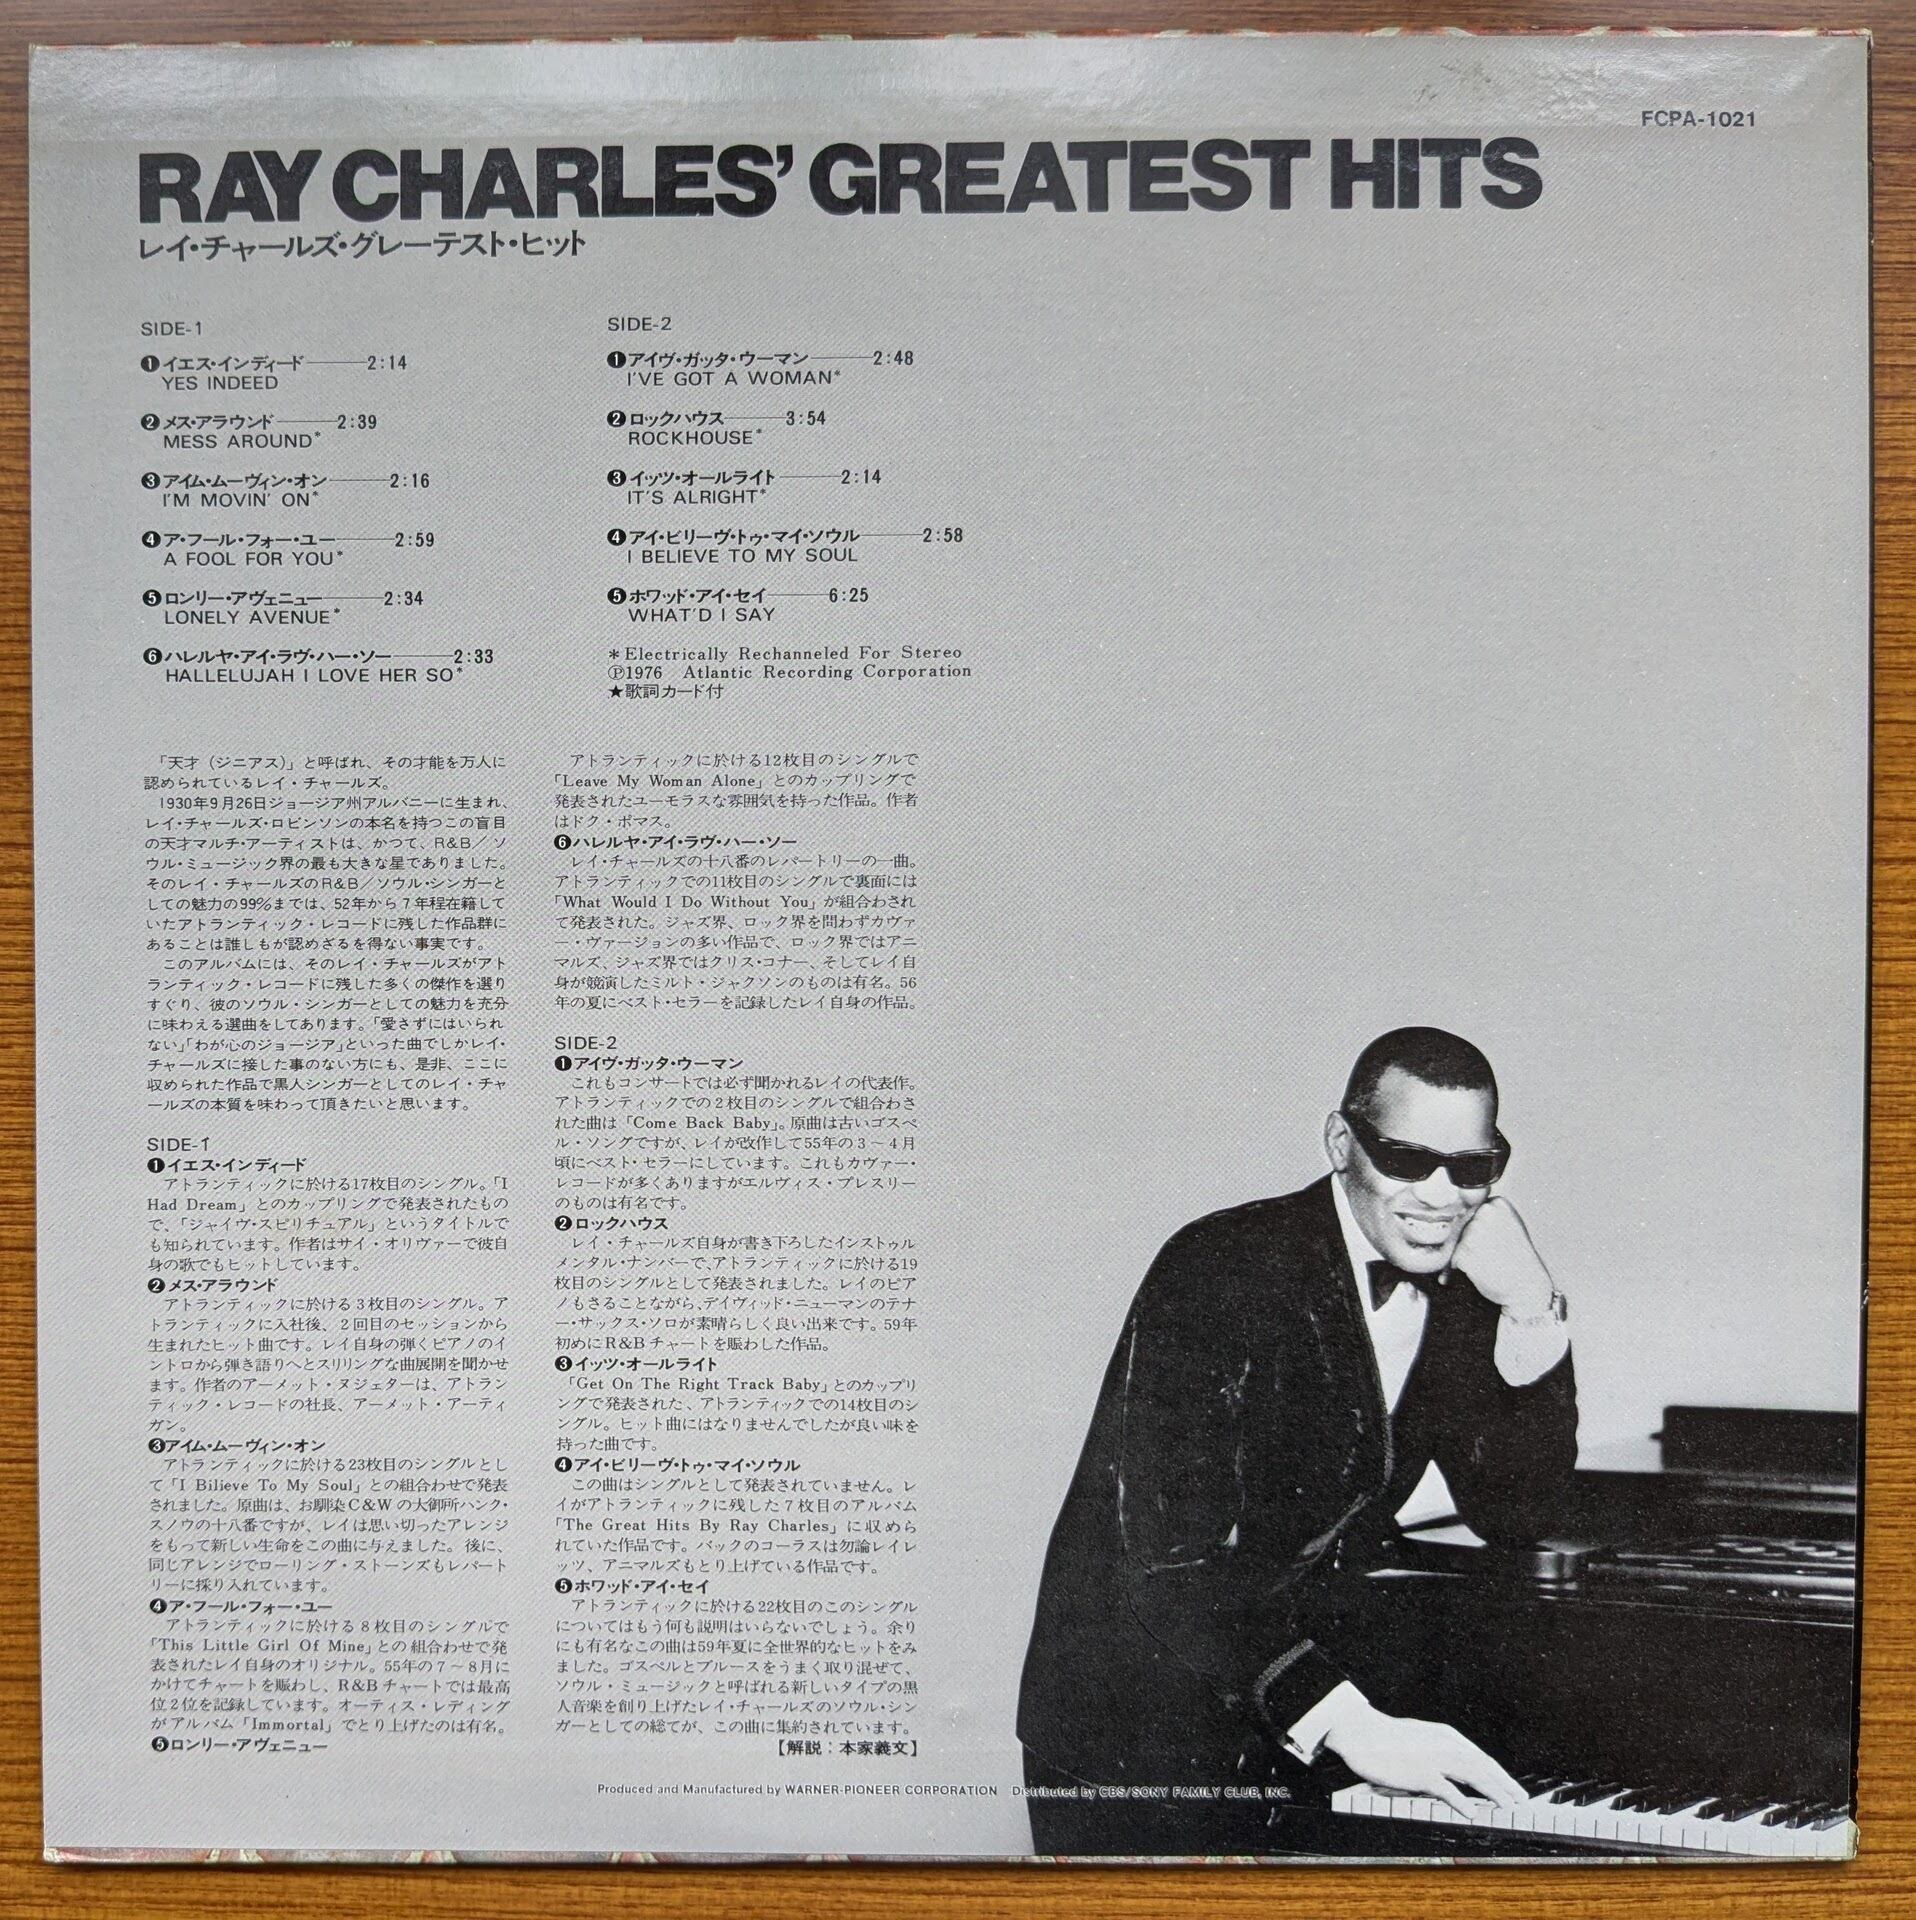 FCPA-1021
RAY CHARLES' GREATEST HITS
レイ・チャールズ・グレーテスト・ヒット
SIDE-1
❶イエス・インディード——2:14
YES INDEED
❷メス・アラウンド——2:39
MESS AROUND*
❸アイム・ムーヴィン・オン——2:16
I'M MOVIN' ON*
❹ア・フール・フォー・ユー——2:59
A FOOL FOR YOU*
❺ロンリー・アヴェニュー——2:34
LONELY AVENUE*
❻ハレルヤ・アイ・ラヴ・ハー・ソー——2:33
HALLELUJAH I LOVE HER SO*
SIDE-2
❶アイヴ・ガッタ・ウーマン——2:48
I'VE GOT A WOMAN*
❷ロックハウス——3:54
ROCKHOUSE*
❸イッツ・オールライト——2:14
IT'S ALRIGHT*
❹アイ・ビリーヴ・トゥ・マイ・ソウル——2:58
I BELIEVE TO MY SOUL
❺ホワッド・アイ・セイ——6:25
WHAT'D I SAY
*Electrically Rechanneled For Stereo
Ⓟ1976 Atlantic Recording Corporation
★歌詞カード付
「天才(ジニアス)」と呼ばれ、その才能を万人に
認められているレイ・チャールズ。
1930年9月26日ジョージア州アルバニーに生まれ、
レイ・チャールズ・ロビンソンの本名を持つこの盲目
の天才マルチ・アーティストは、かつて、R&B/ソ
ウル・ミュージック界の最も大きな星でありました。
そのレイ・チャールズのR&B/ソウル・シンガーと
しての魅力の99%までは、52年から7年程在籍して
いたアトランティック・レコードに残した作品群に
あることは誰しもが認めざるを得ない事実です。
このアルバムには、そのレイ・チャールズがアト
ランティック・レコードに残した多くの傑作を選り
すぐり、彼のソウル・シンガーとしての魅力を充分
に味わえる選曲をしてあります。「愛さずにはいられ
ない」「わが心のジョージア」といった曲でしかレイ・
チャールズに接した事のない方にも、是非、ここに
収められた作品で黒人シンガーとしてのレイ・チャ
ールズの本質を味わって頂きたいと思います。
SIDE-1
❶イエス・インディード
アトランティックに於ける17枚目のシングル。「I
Had Dream」とのカップリングで発表されたもの
で、「ジャイヴ・スピリチュアル」というタイトルで
も知られています。作者はサイ・オリヴァーで彼自
身の歌でもヒットしています。
❷メス・アラウンド
アトランティックに於ける3枚目のシングル。ア
トランティックに入社後、2回目のセッションから
生まれたヒット曲です。レイ自身の弾くピアノのイ
ントロから弾き語りへとスリリングな曲展開を聞かせ
ます。作者のアーメット・ヌジェターは、アトラン
ティック・レコードの社長、アーメット・アーティ
ガン。
❸アイム・ムーヴィン・オン
アトランティックに於ける23枚目のシングルとし
て「I Bilieve To My Soul」との組合わせで発表
されました。原曲は、お馴染C&Wの大御所ハンク・
スノウの十八番ですが、レイは思い切ったアレンジ
をもって新しい生命をこの曲に与えました。後に、
同じアレンジでローリング・ストーンズもレパート
リーに採り入れています。
❹ア・フール・フォー・ユー
アトランティックに於ける8枚目のシングルで
「This Little Girl Of Mine」との組合わせで発
表されたレイ自身のオリジナル。55年の7～8月に
かけてチャートを賑わし、R&Bチャートでは最高
位2位を記録しています。オーティス・レディング
がアルバム「Immortal」でとり上げたのは有名。
❺ロンリー・アヴェニュー
アトランティックに於ける12枚目のシングルで
「Leave My Woman Alone」とのカップリングで
発表されたユーモラスな雰囲気を持った作品。作者
はドク・ポマス。
❻ハレルヤ・アイ・ラヴ・ハー・ソー
レイ・チャールズの十八番のレパートリーの一曲。
アトランティックでの11枚目のシングルで裏面には
「What Would I Do Without You」が組合わされ
て発表された。ジャズ界、ロック界を問わずカヴァ
ー・ヴァージョンの多い作品で、ロック界ではアニ
マルズ、ジャズ界ではクリス・コナー、そしてレイ自
身が競演したミルト・ジャクソンのものは有名。56
年の夏にベスト・セラーを記録したレイ自身の作品。
SIDE-2
❶アイヴ・ガッタ・ウーマン
これもコンサートでは必ず聞かれるレイの代表作。
アトランティックでの2枚目のシングルで組合わさ
れた曲は「Come Back Baby」。原曲は古いゴスペ
ル・ソングですが、レイが改作して55年の3～4月
頃にベスト・セラーにしています。これもカヴァー・
レコードが多くありますがエルヴィス・プレスリー
のものは有名です。
❷ロックハウス
レイ・チャールズ自身が書き下ろしたインストゥル
メンタル・ナンバーで、アトランティックに於ける19
枚目のシングルとして発表されました。レイのピア
ノもさることながら、デイヴィッド・ニューマンのテナ
ー・サックス・ソロが素晴らしく良い出来です。59年
初めにR&Bチャートを賑わした作品。
❸イッツ・オールライト
「Get On The Right Track Baby」とのカップリ
ングで発表された、アトランティックでの14枚目のシ
ングル。ヒット曲にはなりませんでしたが良い味を
持った曲です。
❹アイ・ビリーヴ・トゥ・マイ・ソウル
この曲はシングルとして発表されていません。レ
イがアトランティックに残した7枚目のアルバム
「The Great Hits By Ray Charles」に収めら
れていた作品です。バックのコーラスは勿論レイレ
ッツ、アニマルズもとり上げている作品です。
❺ホワッド・アイ・セイ
アトランティックに於ける22枚目のこのシングル
についてはもう何も説明はいらないでしょう。余り
にも有名なこの曲は59年夏に全世界的なヒットをみ
ました。ゴスペルとブルースをうまく取り混ぜて、
ソウル・ミュージックと呼ばれる新しいタイプの黒
人音楽を創り上げたレイ・チャールズのソウル・シン
ガーとしての総てが、この曲に集約されています。
【解説：本家義文】
Produced and Manufactured by WARNER-PIONEER CORPORATION Distributed by CBS/SONY FAMILY CLUB, INC.